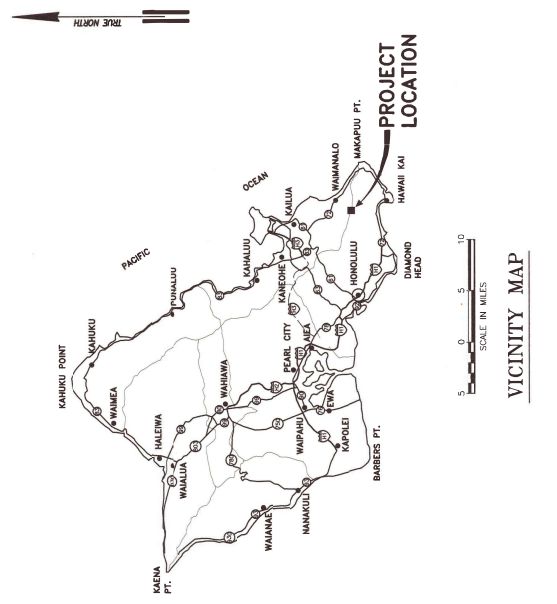 TRUE NORTH
KAHUKU POINT
KAHUKU
WAIMEA
HALEIWA
WAIALUA
KAENA
PT.
WAHIAWA
PUNALUU
PACIFIC
OCEAN
KAHALUU
KANEOHE
KAILUA
WAIMANALO
MAKAPUU PT.
PROJECT
LOCATION
HAWAII KAI
DIAMOND
HEAD
HONOLULU
AIEA
PEARL CITY
WAIPAHU
EWA
KAPOLEI
BARBERS PT.
NANAKULI
WAIANAE
5 0 5 10
SCALE IN MILES
VICINITY MAP